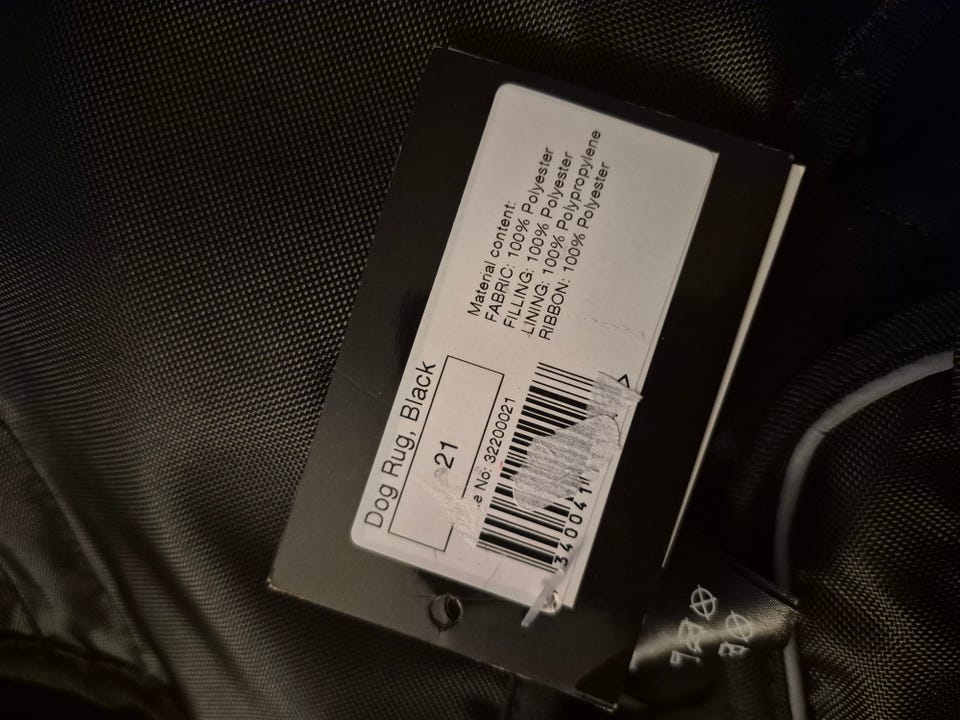 Dog Rug, Black
21
e No: 32200021
340041
Material content:
FABRIC: 100% Polyester
FILLING: 100% Polyester
LINING: 100% Polypropylene
RIBBON: 100% Polyester